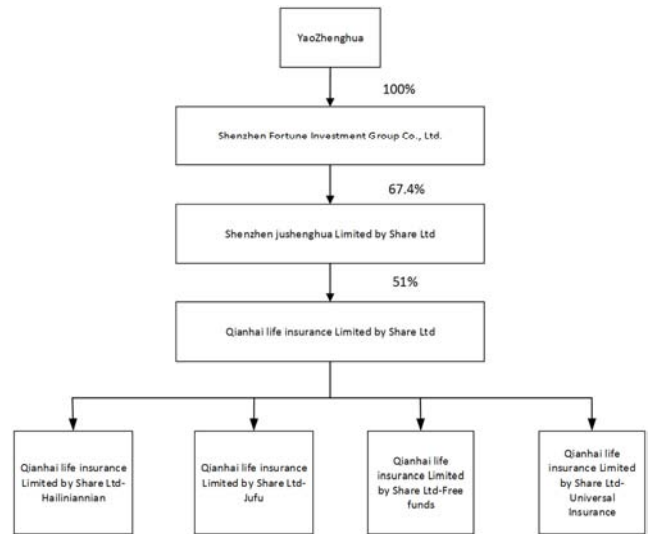 YaoZhenghua
100%
Shenzhen Fortune Investment Group Co., Ltd.
67.4%
Shenzhen jushenghua Limited by Share Ltd
51%
Qianhai life insurance Limited by Share Ltd
Qianhai life insurance
Limited by Share Ltd-
Hailiniannian
Qianhai life insurance
Limited by Share Ltd-
Jufu
Qianhai life
insurance Limited
by Share Ltd-Free
funds
Qianhai life
insurance Limited
by Share Ltd-
Universal
Insurance